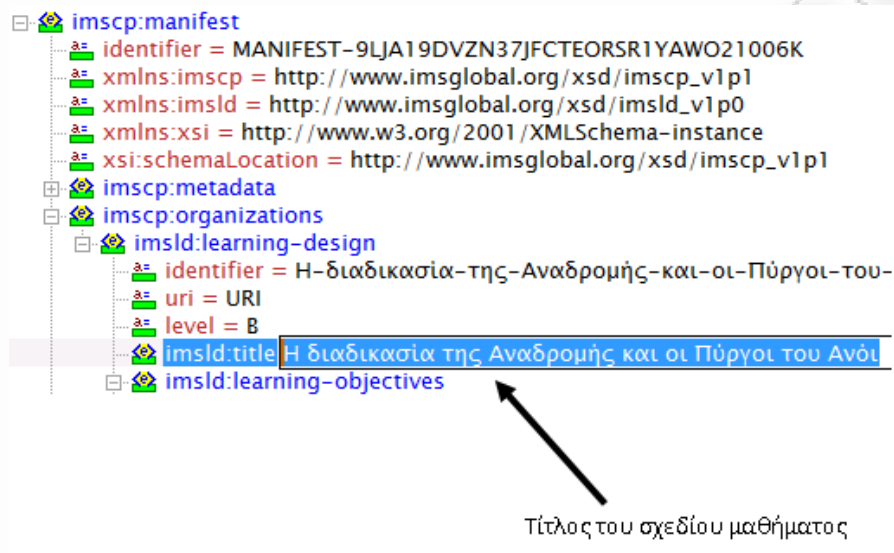 imscp:manifest
identifier = MANIFEST-9LJA19DVZN37JFCTEORSR1YAWO21006K
xmlns:imscp = http://www.imsglobal.org/xsd/imscp_v1p1
xmlns:imsld = http://www.imsglobal.org/xsd/imsld_v1p0
xmlns:xsi = http://www.w3.org/2001/XMLSchema-instance
xsi:schemaLocation = http://www.imsglobal.org/xsd/imscp_v1p1
imscp:metadata
imscp:organizations
imsld:learning-design
identifier = Η-διαδικασία-της-Αναδρομής-και-οι-Πύργοι-του-
uri = URI
level = B
imsld:title Η διαδικασία της Αναδρομής και οι Πύργοι του Ανόι
imsld:learning-objectives
Τίτλος του σχεδίου μαθήματος